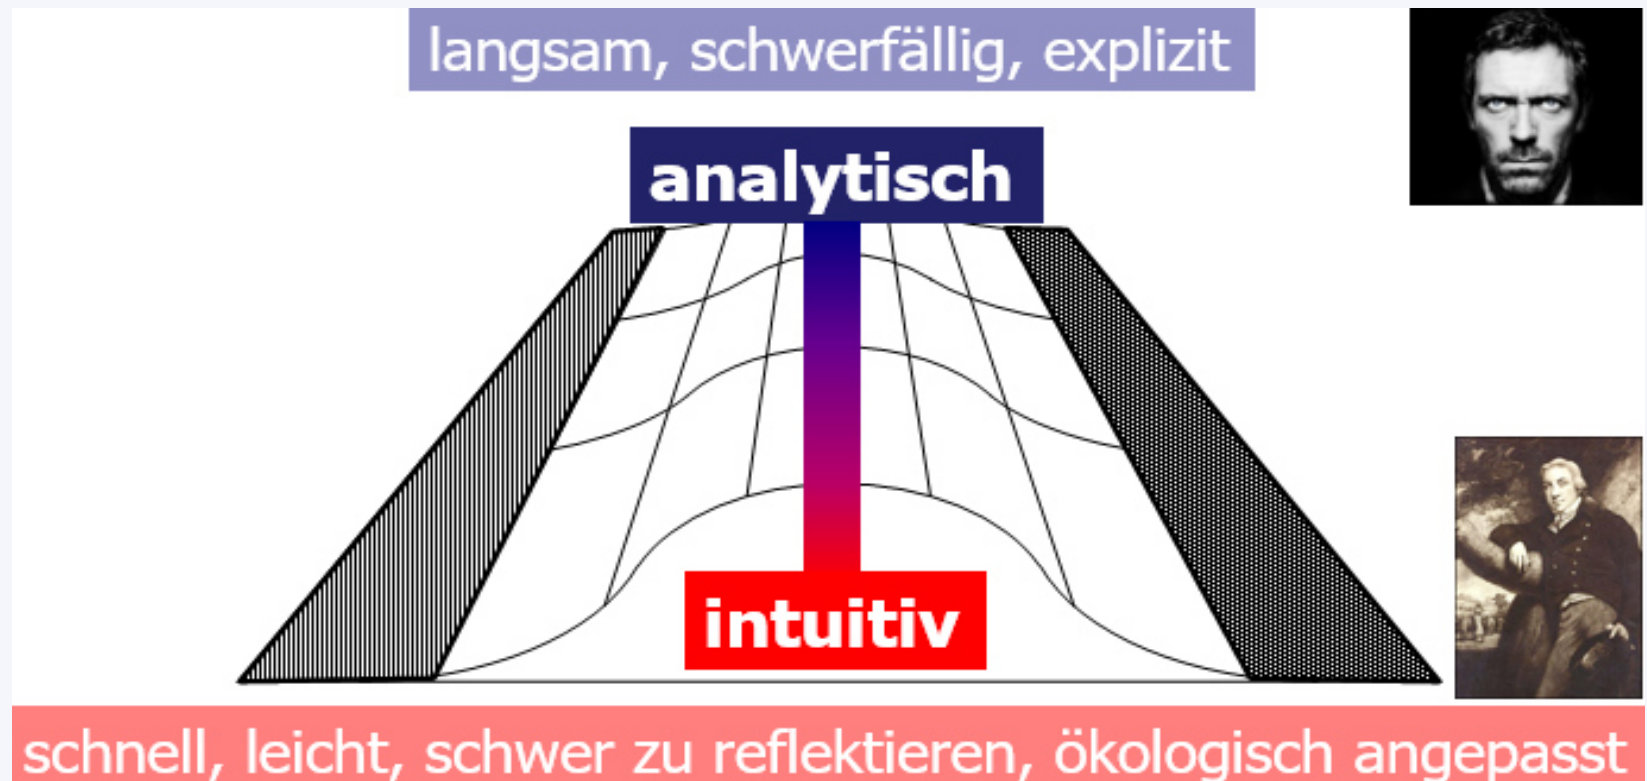 langsam, schwerfällig, explizit
analytisch
intuitiv
schnell, leicht, schwer zu reflektieren, ökologisch angepasst